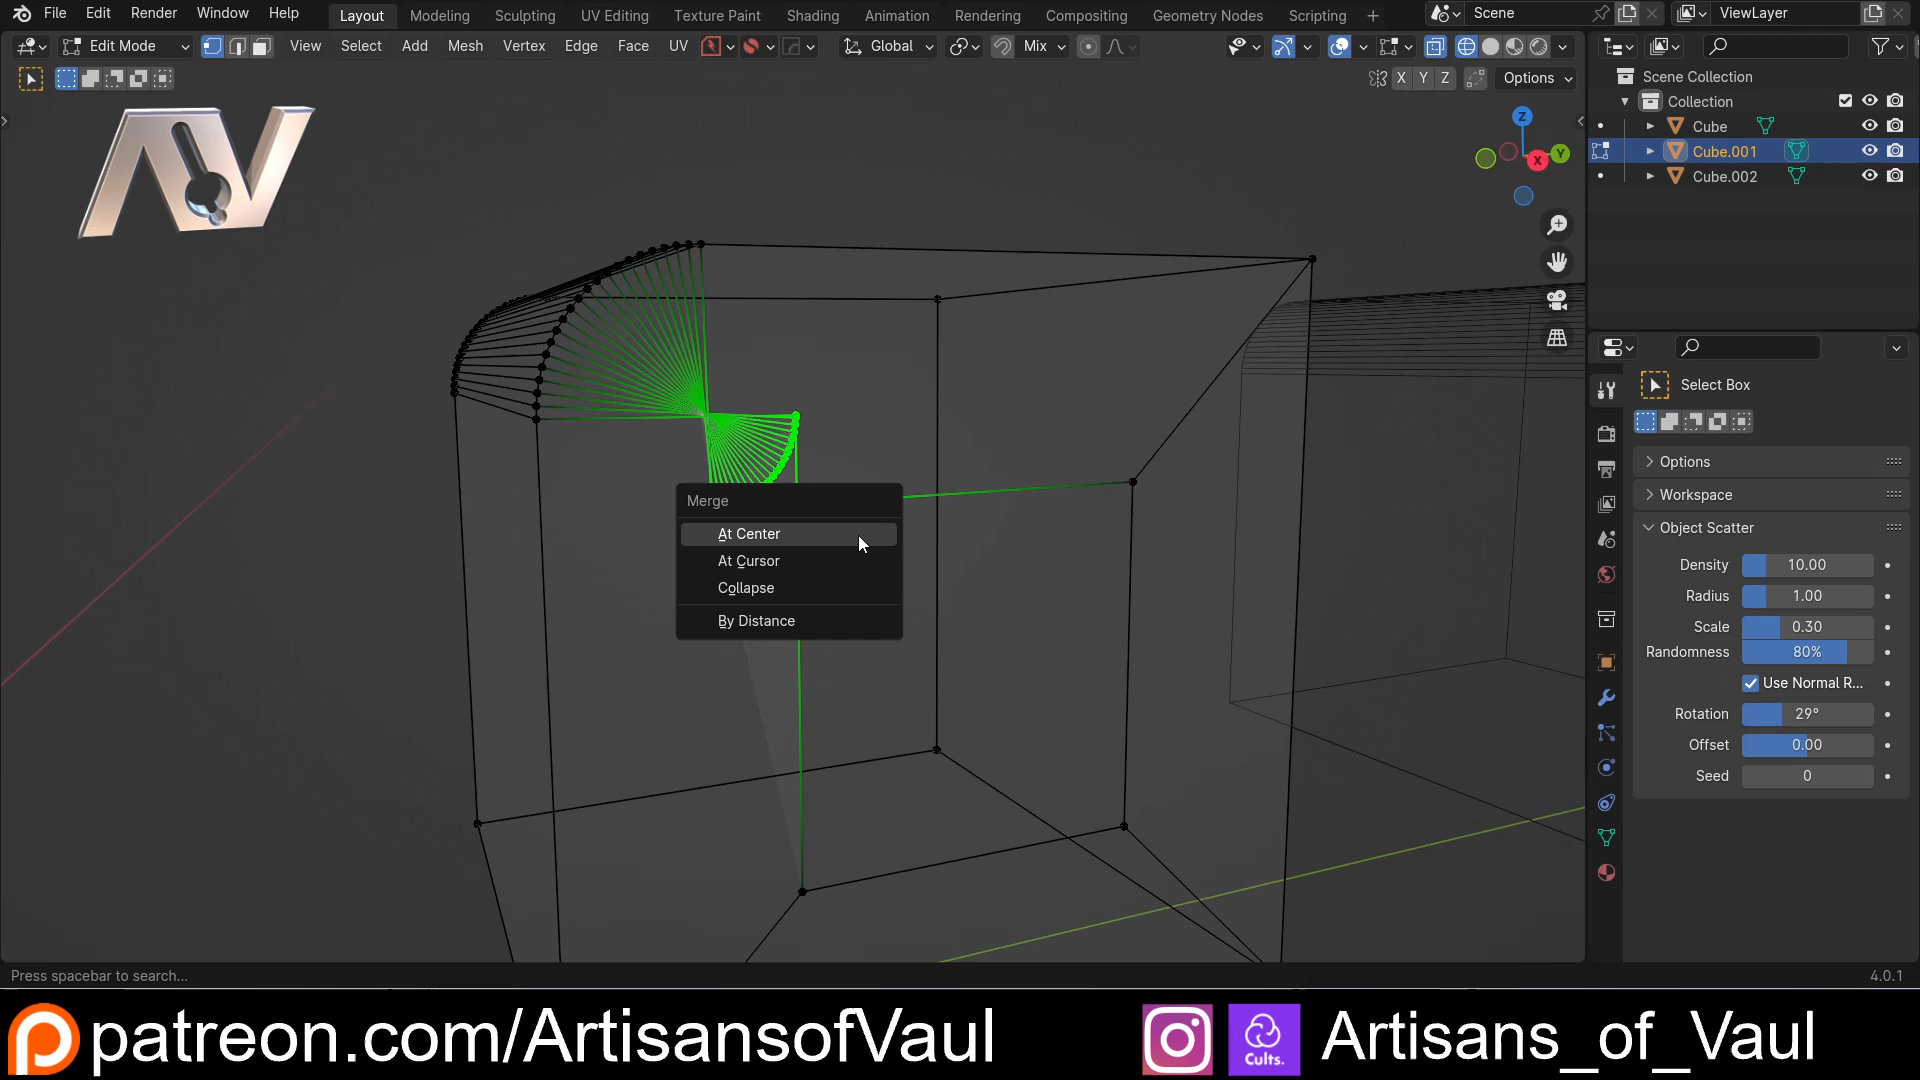 File Edit Render Window Help Layout Modeling Sculpting UV Editing Texture Paint Shading Animation Rendering Compositing Geometry Nodes Scripting + Scene ViewLayer
Edit Mode View Select Add Mesh Vertex Edge Face UV Global Mix
X Y Z Options
Scene Collection
Collection
Cube
Cube.001
Cube.002
Z
Y
X
AV
Merge
At Center
At Cursor
Collapse
By Distance
Select Box
Options
Workspace
Object Scatter
Density 10.00
Radius 1.00
Scale 0.30
Randomness 80%
Use Normal R...
Rotation 29°
Offset 0.00
Seed 0
Press spacebar to search...
4.0.1
patreon.com/ArtisansofVaul
Cults.
Artisans_of_Vaul